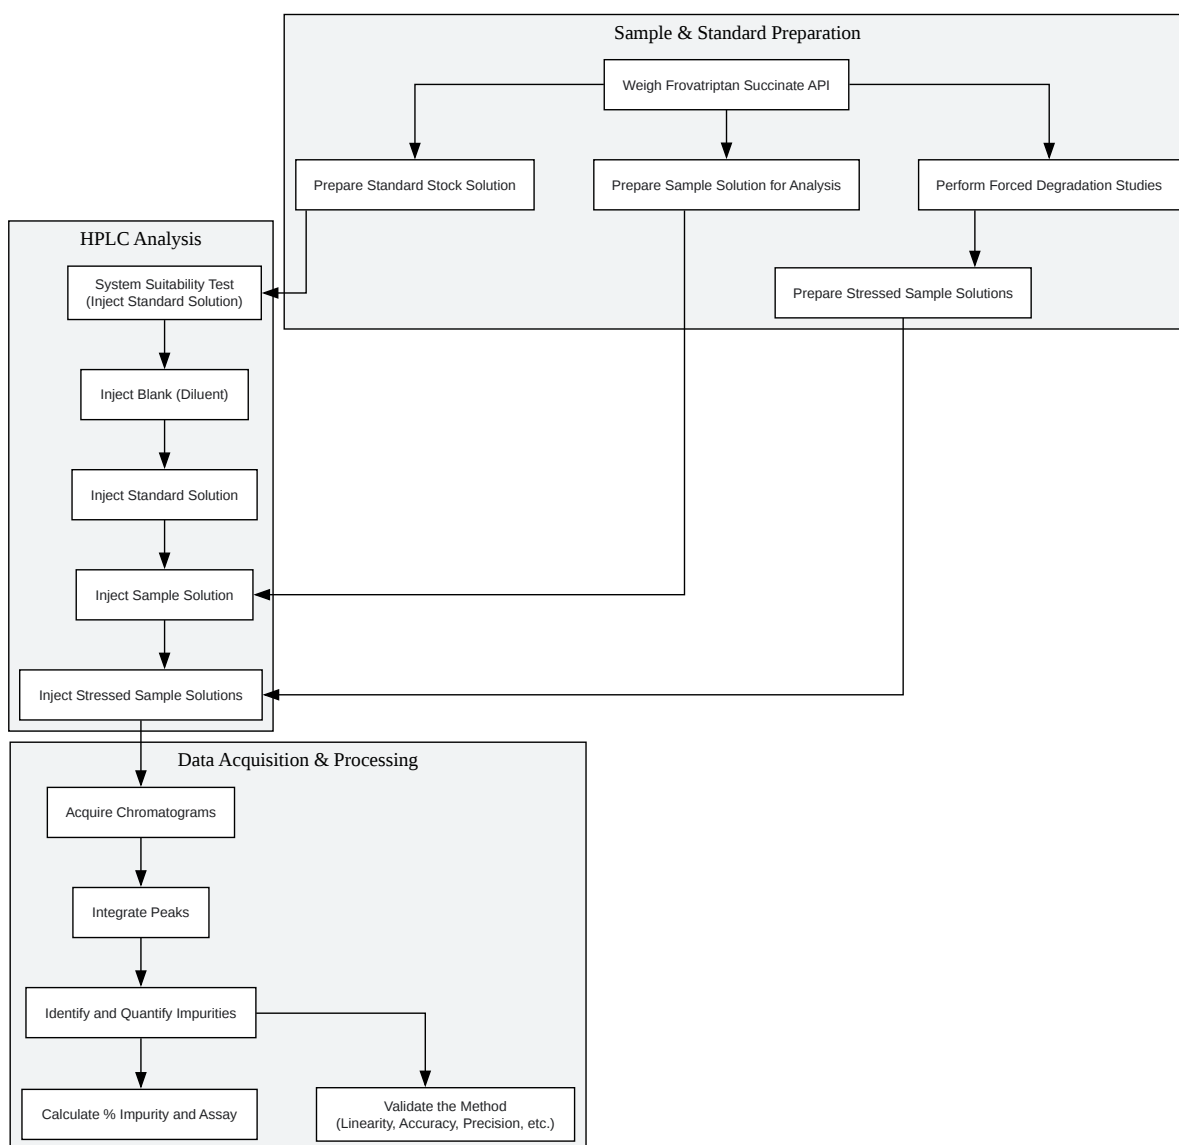 Sample & Standard Preparation
Weigh Frovatriptan Succinate API
Prepare Standard Stock Solution
Prepare Sample Solution for Analysis
Perform Forced Degradation Studies
Prepare Stressed Sample Solutions
HPLC Analysis
System Suitability Test
(Inject Standard Solution)
Inject Blank (Diluent)
Inject Standard Solution
Inject Sample Solution
Inject Stressed Sample Solutions
Data Acquisition & Processing
Acquire Chromatograms
Integrate Peaks
Identify and Quantify Impurities
Calculate % Impurity and Assay
Validate the Method
(Linearity, Accuracy, Precision, etc.)